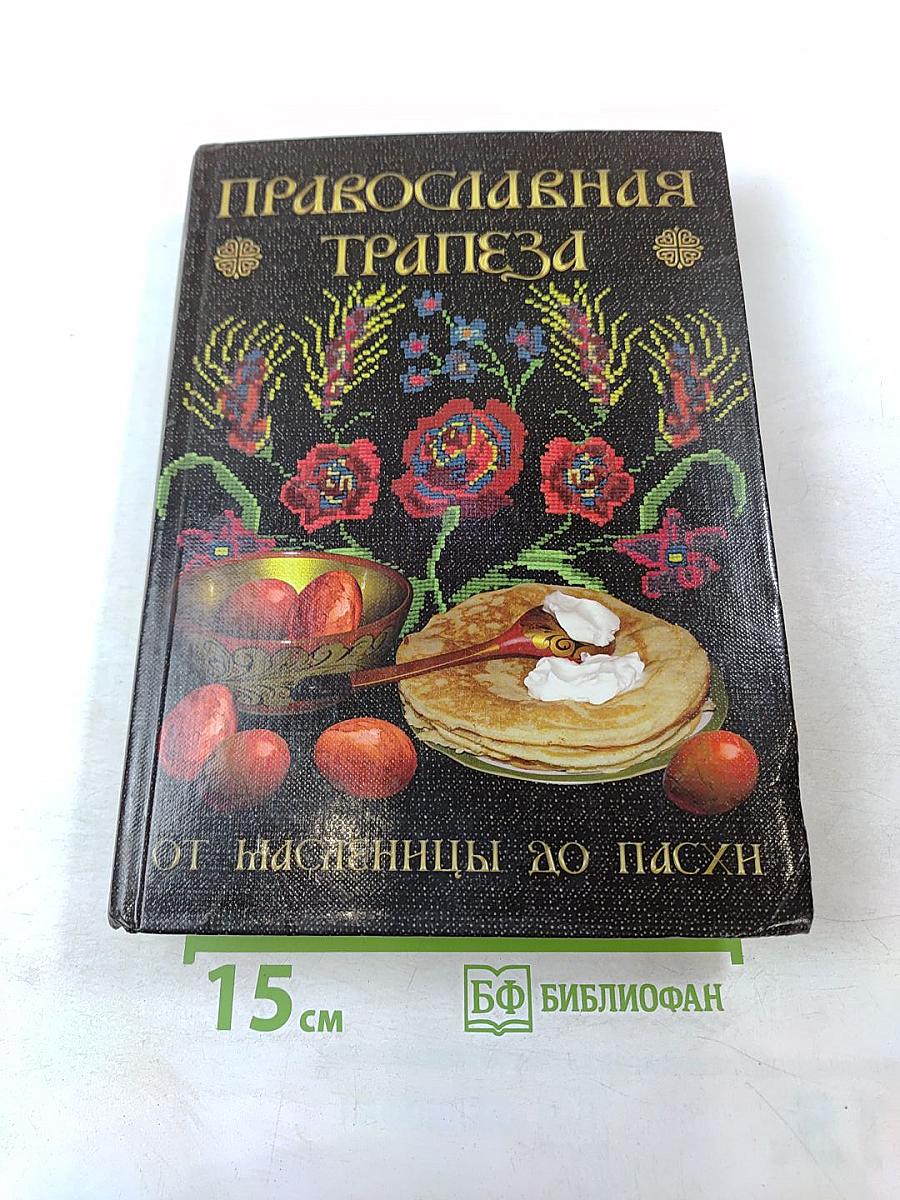 ПРАВОСЛАВНАЯ
ТРАПЕЗА
ОТ МАСЛЕНИЦЫ ДО ПАСХИ
15 см
БФ БИБЛИОФАН